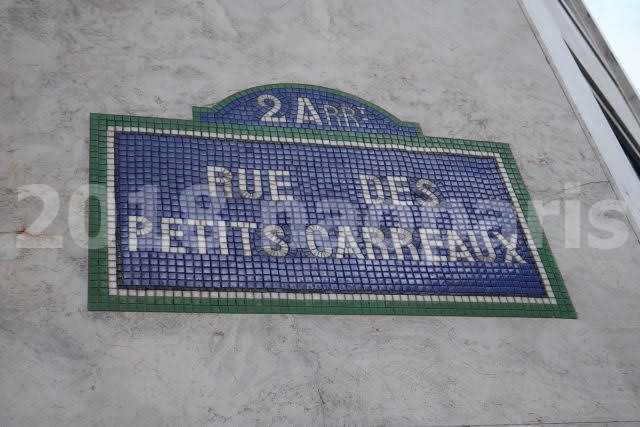 2 ARRT
RUE DES
PETITS CARREAUX